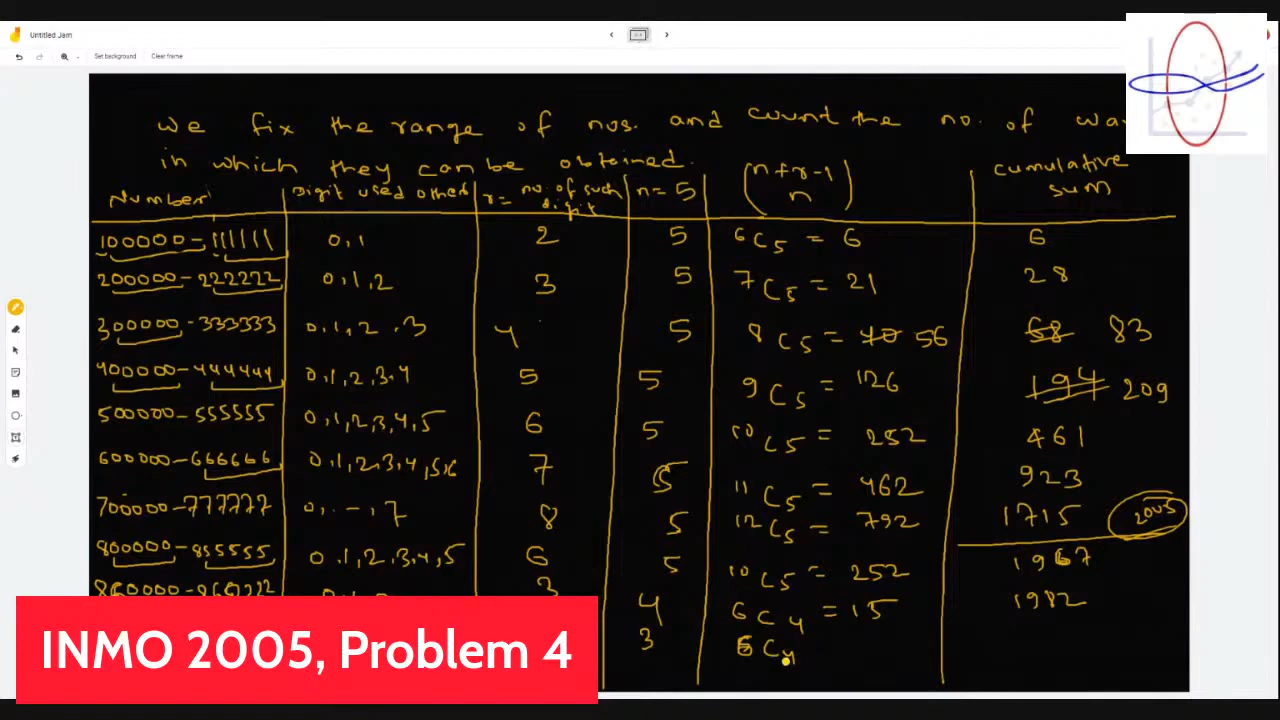 Untitled Jam
Set background Clear frame
We fix the range of nos. and count the no. of
in which they can be obtained.
Number Digit used other r = no. of such digit n = 5 (n+r-1 n) cumulative sum
100000-111111 0,1 2 5 6C5 = 6 6
200000-222222 0,1,2 3 5 7C5 = 21 28
300000-333333 0,1,2,3 4 5 8C5 = 56 83
400000-444444 0,1,2,3,4 5 5 9C5 = 126 194 209
500000-555555 0,1,2,3,4,5 6 5 10C5 = 252 461
600000-666666 0,1,2,3,4,5,6 7 5 11C5 = 462 923
700000-777777 0,--,7 8 5 12C5 = 792 1715 2005
800000-855555 0,1,2,3,4,5 6 5 10C5 = 252 1967
3 4 6C4 = 15 1982
3 C4
INMO 2005, Problem 4